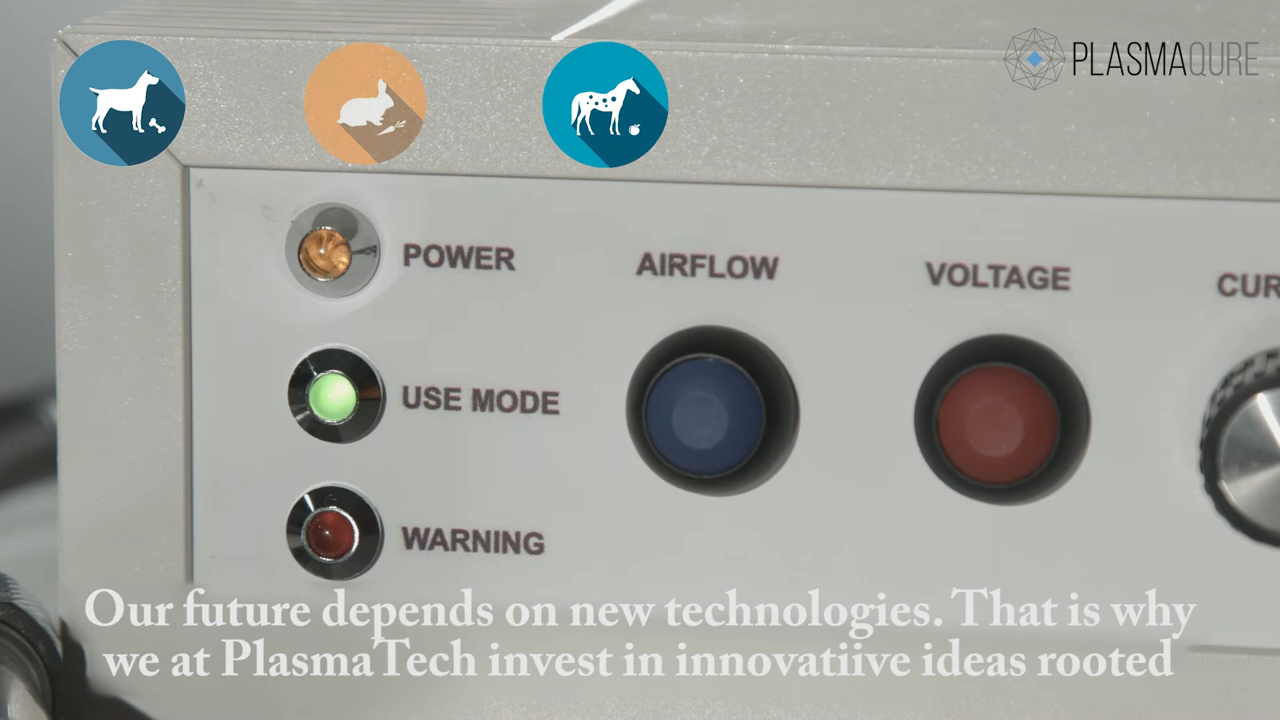 PLASMAQURE
POWER
AIRFLOW
VOLTAGE
CUR
USE MODE
WARNING
Our future depends on new technologies. That is why
we at PlasmaTech invest in innovatiive ideas rooted